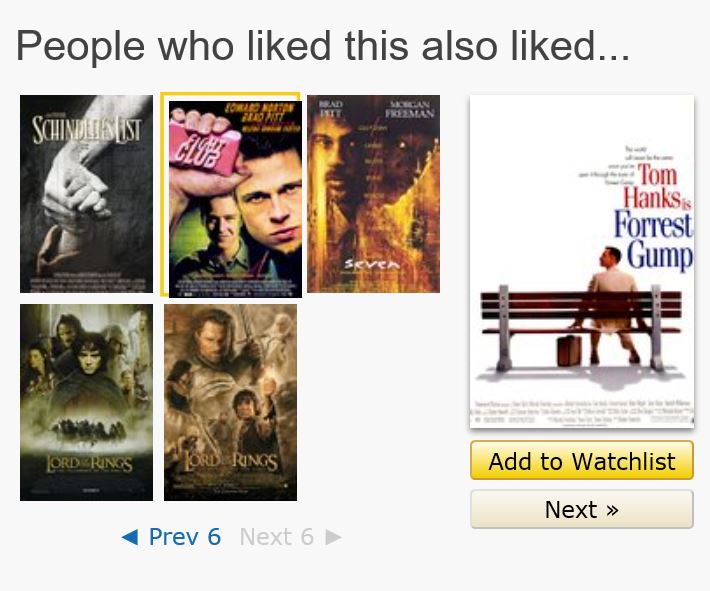 People who liked this also liked...
SCHINDLER'S LIST
EDWARD NORTON
BRAD PITT
FIGHT
CLUB
BRAD
PITT
MORGAN
FREEMAN
seven
LORD OF THE RINGS
LORD OF THE RINGS
Tom
Hanks is
Forrest
Gump
Add to Watchlist
Next »
◄ Prev 6 Next 6 ►